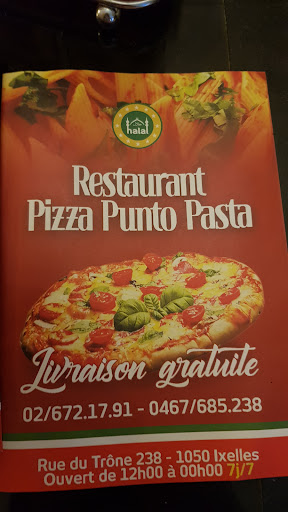 halal
Restaurant
Pizza Punto Pasta
Livraison gratuite
02/672.17.91 - 0467/685.238
Rue du Trône 238 - 1050 Ixelles
Ouvert de 12h00 à 00h00 7j/7